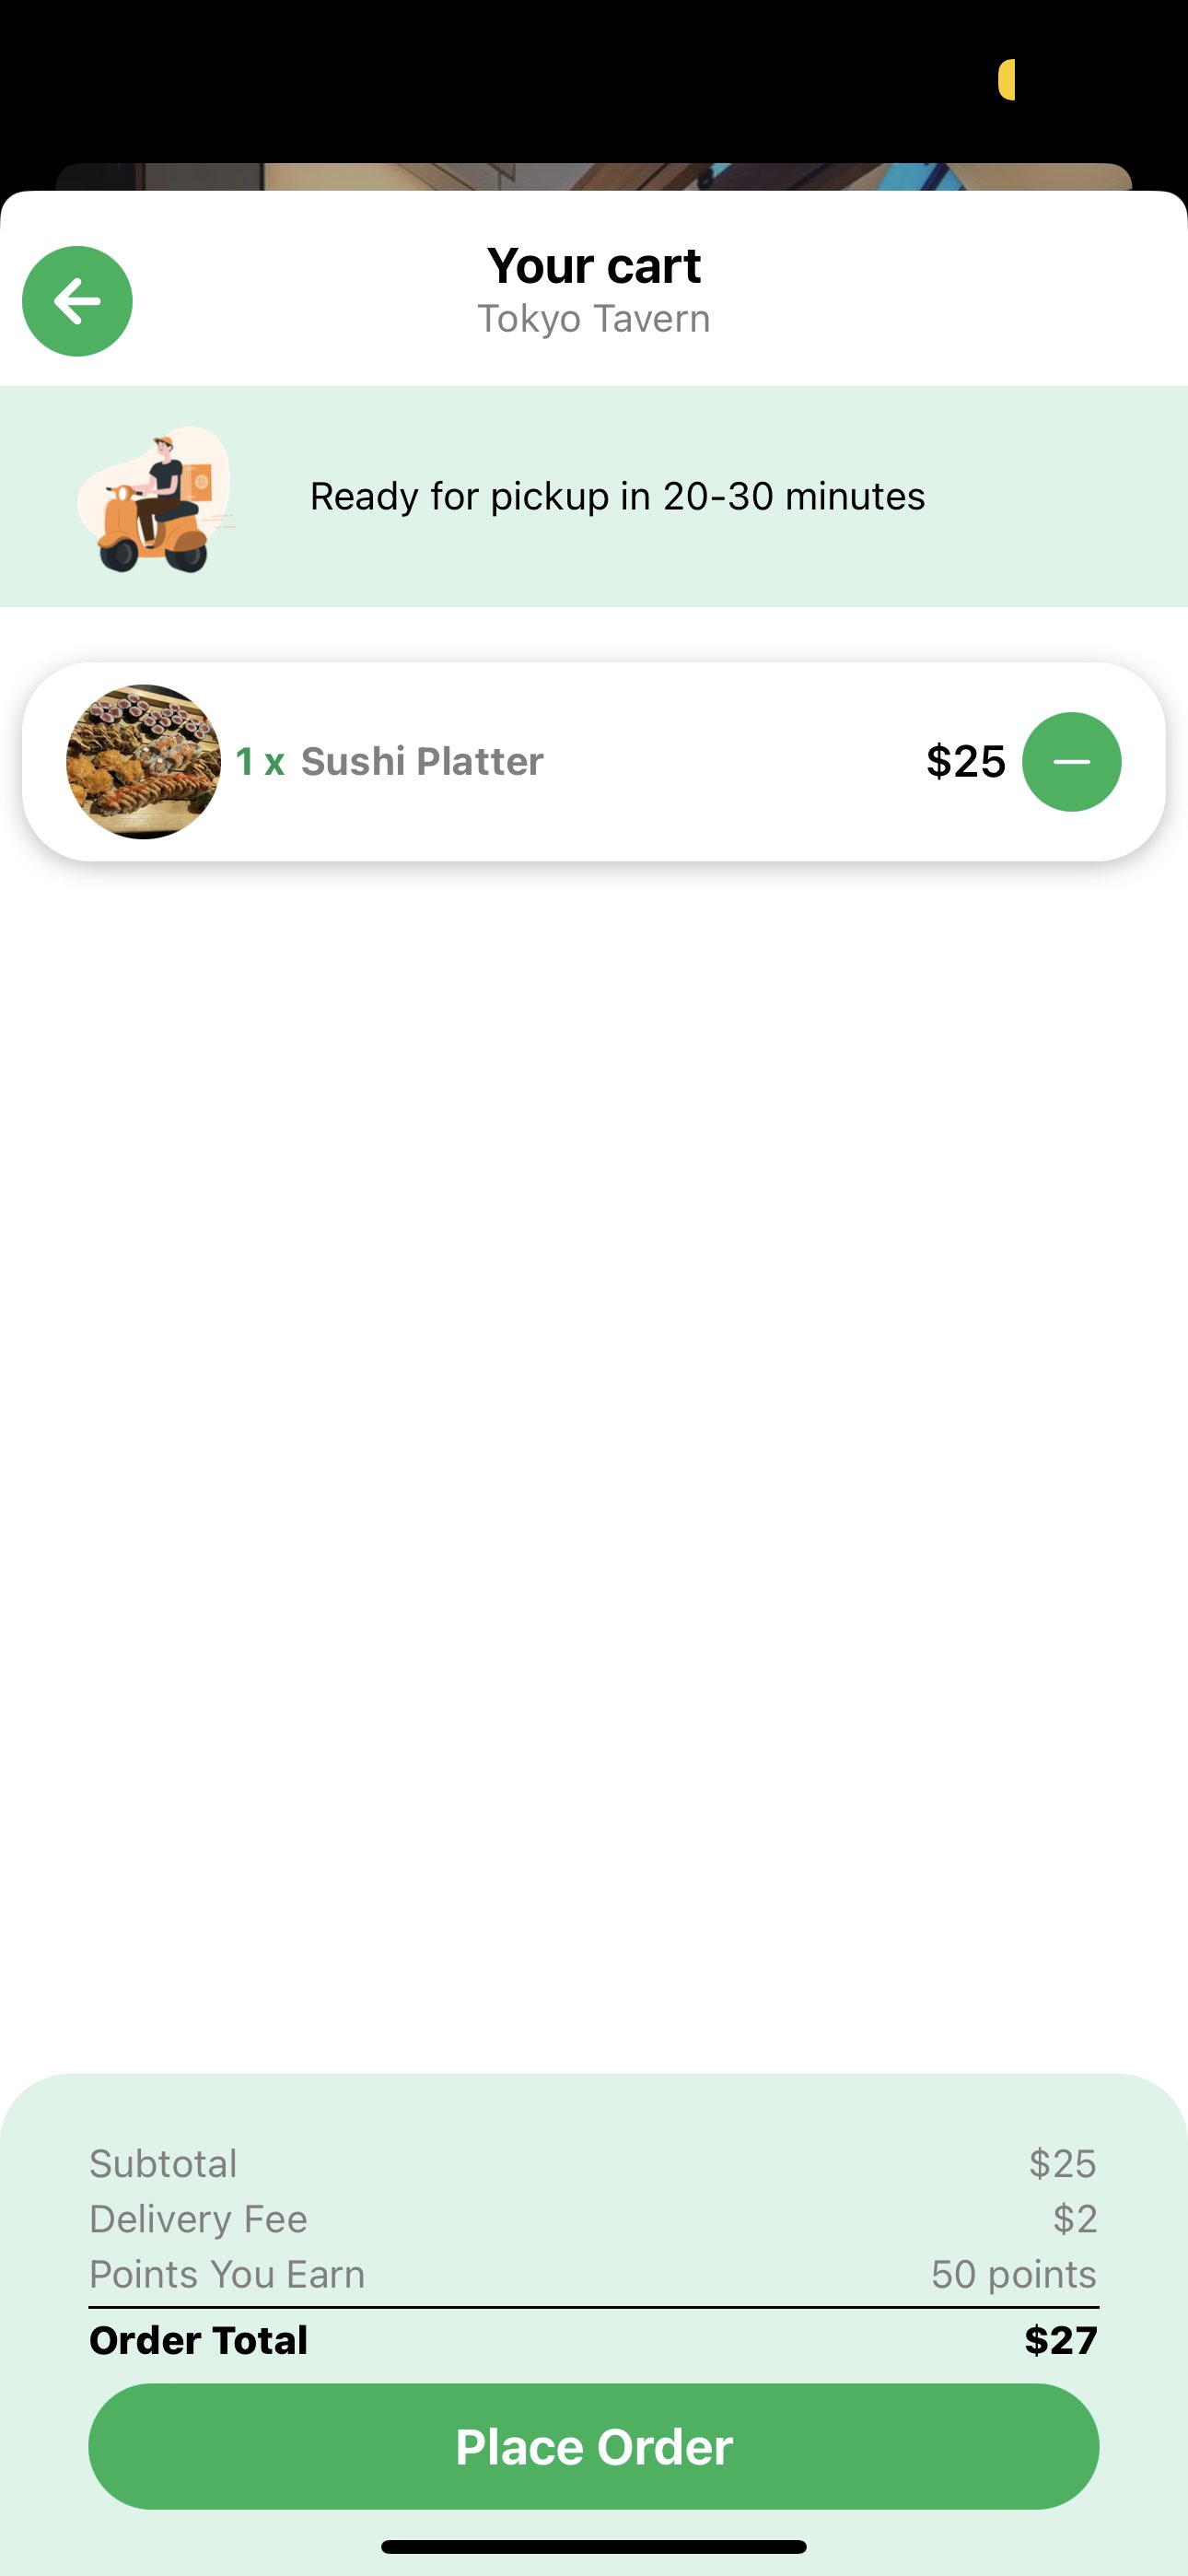 Your cart
Tokyo Tavern
Ready for pickup in 20-30 minutes
1 x Sushi Platter $25
Subtotal $25
Delivery Fee $2
Points You Earn 50 points
Order Total $27
Place Order